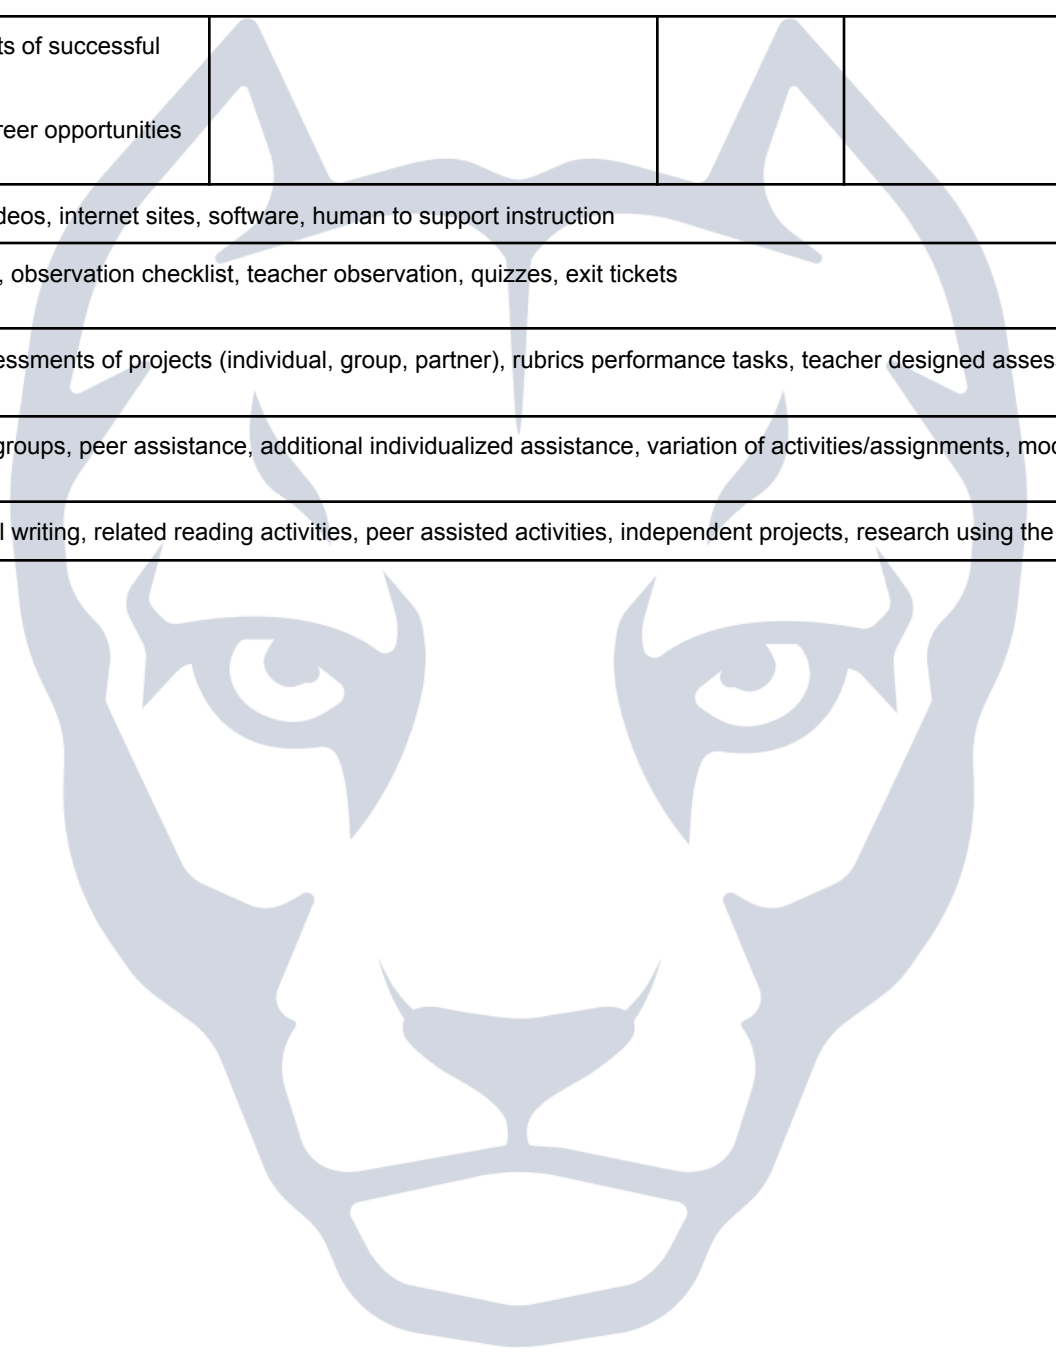 ts of successful
reer opportunities
deos, internet sites, software, human to support instruction
, observation checklist, teacher observation, quizzes, exit tickets
essments of projects (individual, group, partner), rubrics performance tasks, teacher designed asses
groups, peer assistance, additional individualized assistance, variation of activities/assignments, mod
l writing, related reading activities, peer assisted activities, independent projects, research using the